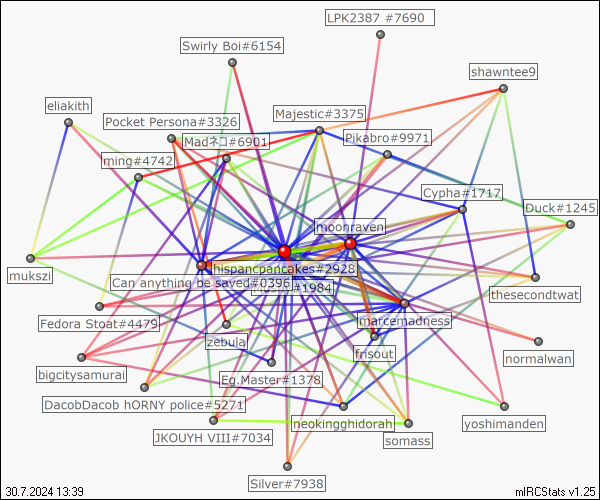 LPK2387 #7690
Swirly Boi#6154
shawntee9
eliakith
Majestic#3375
Pocket Persona#3326
Pikabro#9971
Madネコ#6901
ming#4742
Cypha#1717
Duck#1245
moonraven
hispancpancakes#2928
mukszi
Can anything be saved#0396
#1984
thesecondtwat
Fedora Stoat#4479
marcemadness
zebula
frisout
normalwan
bigcitysamurai
Eg.Master#1378
DacobDacob hORNY police#5271
neokingghidorah
yoshimanden
somass
JKOUYH VIII#7034
Silver#7938
30.7.2024 13:39
mIRCStats v1.25